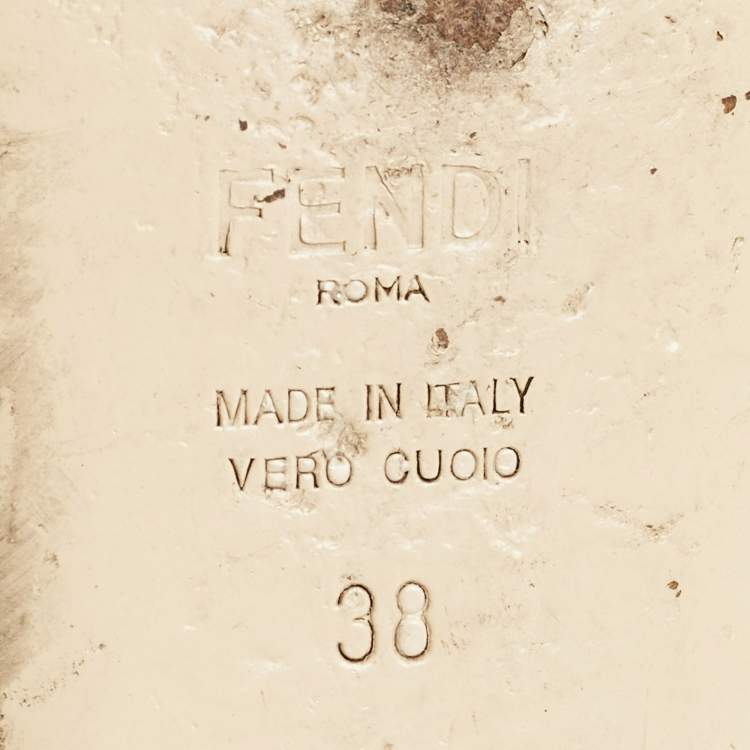 FENDI
ROMA
MADE IN ITALY
VERO CUOIO
38